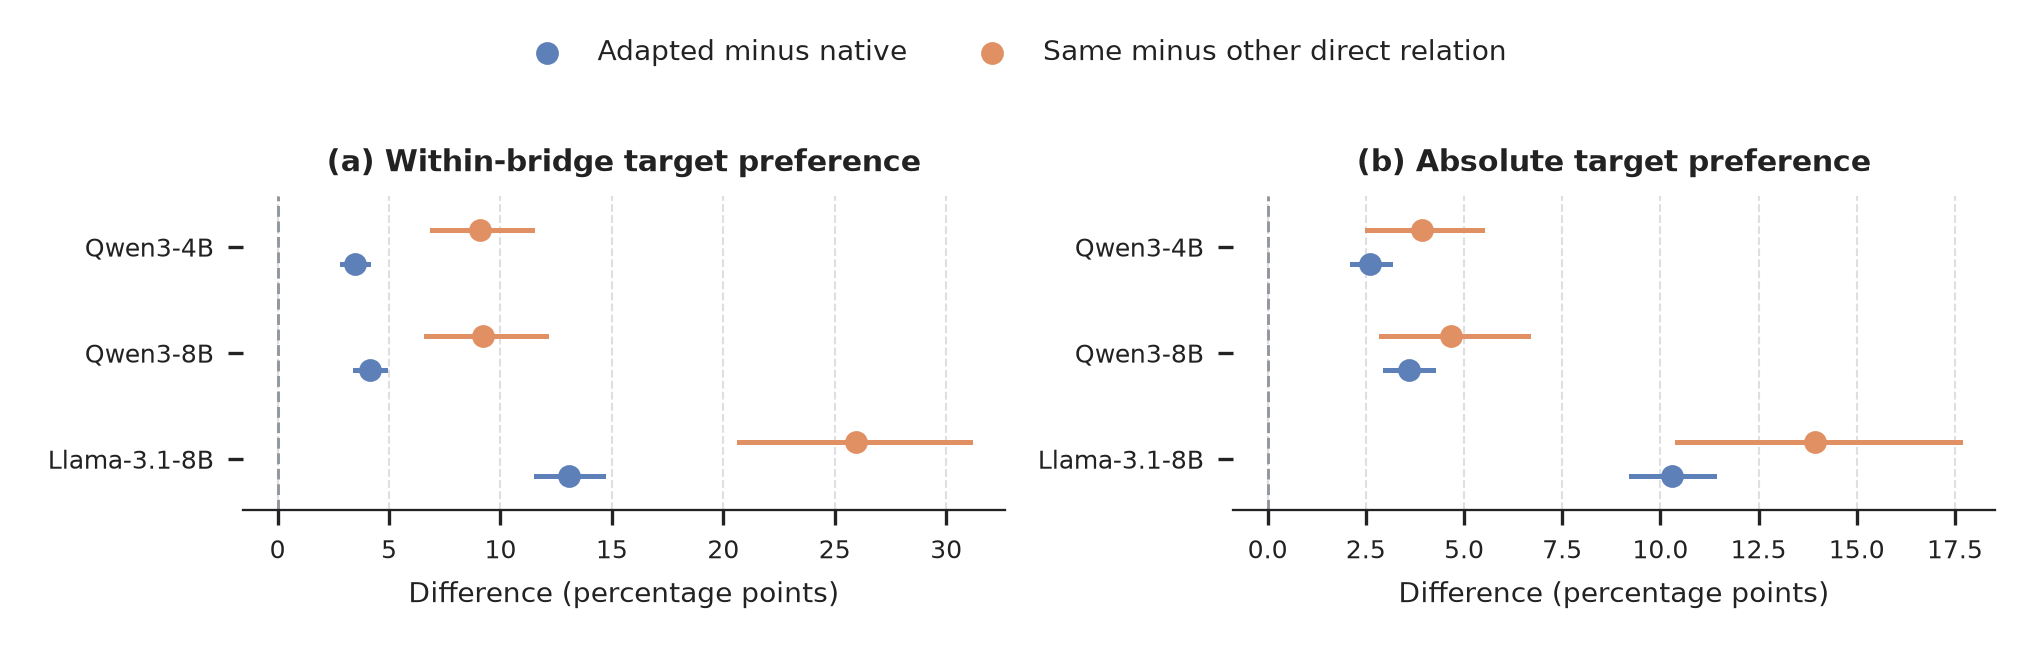 Adapted minus native
Same minus other direct relation
(a) Within-bridge target preference
Qwen3-4B
Qwen3-8B
Llama-3.1-8B
0 5 10 15 20 25 30
Difference (percentage points)
(b) Absolute target preference
Qwen3-4B
Qwen3-8B
Llama-3.1-8B
0.0 2.5 5.0 7.5 10.0 12.5 15.0 17.5
Difference (percentage points)